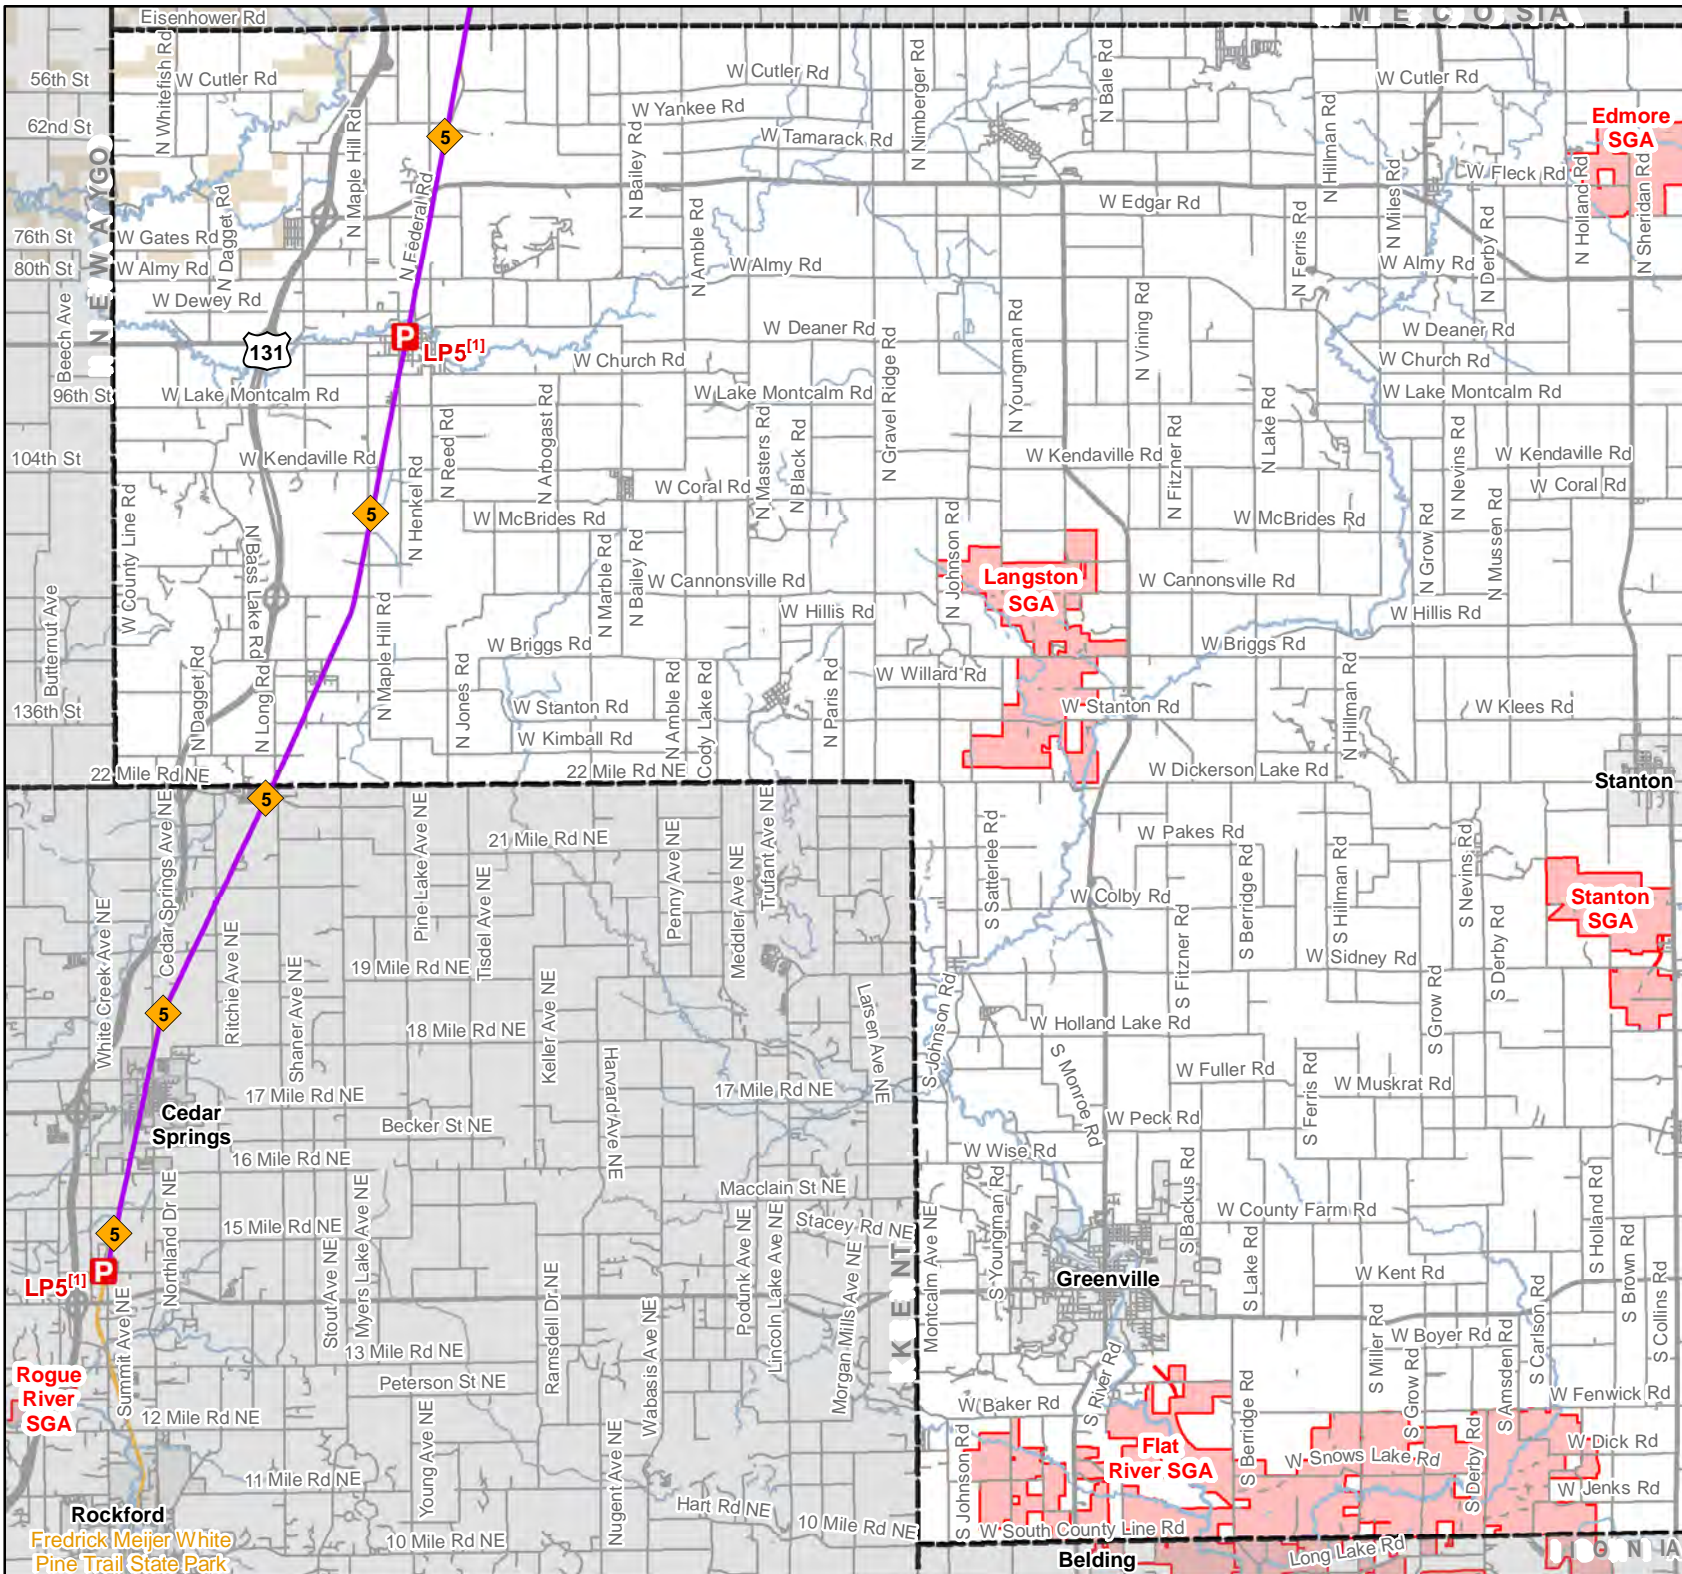 MECOSTA
Eisenhower Rd
56th St
N Whitefish Rd
W Cutler Rd
W Cutler Rd
W Cutler Rd
N Bale Rd
N Nimberger Rd
62nd St
N Maple Hill Rd
5
W Yankee Rd
W Tamarack Rd
N Bailey Rd
N Hillman Rd
Edmore
SGA
NEWAYGO
N Dagget Rd
N Federal Rd
W Edgar Rd
N Miles Rd
W Fleck Rd
N Holland Rd
N Sheridan Rd
76th St
W Gates Rd
N Amble Rd
N Ferris Rd
N Derby Rd
80th St
W Almy Rd
W Almy Rd
W Almy Rd
W Dewey Rd
Beech Ave
131
P
LP5[1]
W Deaner Rd
N Gravel Ridge Rd
N Youngman Rd
N Vining Rd
W Deaner Rd
W Church Rd
W Church Rd
96th St
W Lake Montcalm Rd
W Lake Montcalm Rd
W Lake Montcalm Rd
N Reed Rd
N Arbogast Rd
N Masters Rd
N Black Rd
N Lake Rd
N Nevins Rd
104th St
W Kendaville Rd
W Kendaville Rd
W Kendaville Rd
N Henkel Rd
W Coral Rd
N Fitzner Rd
W Coral Rd
5
W McBrides Rd
W McBrides Rd
N Johnson Rd
N Grow Rd
N Mussen Rd
W County Line Rd
N Bass Lake Rd
N Marble Rd
N Bailey Rd
W Cannonsville Rd
Langston
SGA
W Cannonsville Rd
Butternut Ave
N Maple Hill Rd
W Hillis Rd
W Hillis Rd
W Briggs Rd
W Briggs Rd
N Dagget Rd
N Long Rd
N Jones Rd
N Amble Rd
Cody Lake Rd
N Paris Rd
W Willard Rd
N Hillman Rd
136th St
W Stanton Rd
W Stanton Rd
W Klees Rd
W Kimball Rd
22 Mile Rd NE
22 Mile Rd NE
W Dickerson Lake Rd
Stanton
5
Cedar Springs Ave NE
Pine Lake Ave NE
21 Mile Rd NE
Penny Ave NE
Meddler Ave NE
Trufant Ave NE
S Satterlee Rd
W Pakes Rd
S Berridge Rd
S Hillman Rd
S Nevins Rd
White Creek Ave NE
Tisdel Ave NE
W Colby Rd
Stanton
SGA
Ritchie Ave NE
S Fitzner Rd
S Derby Rd
19 Mile Rd NE
W Sidney Rd
Shaner Ave NE
Keller Ave NE
Larsen Ave NE
S Johnson Rd
S Grow Rd
5
18 Mile Rd NE
W Holland Lake Rd
Harvard Ave NE
S Monroe Rd
W Fuller Rd
S Ferris Rd
W Muskrat Rd
17 Mile Rd NE
17 Mile Rd NE
Cedar
Springs
Becker St NE
W Peck Rd
16 Mile Rd NE
W Wise Rd
Northland Dr NE
Myers Lake Ave NE
Macclain St NE
S Youngman Rd
S Backus Rd
S Holland Rd
15 Mile Rd NE
Stacey Rd NE
W County Farm Rd
5
P
LP5[1]
Stout Ave NE
Podunk Ave NE
Lincoln Lake Ave NE
Morgan Mills Ave NE
KENT
Montcalm Ave NE
Greenville
S Lake Rd
W Kent Rd
S Brown Rd
S Collins Rd
Summit Ave NE
Ramsdell Dr NE
Wabasis Ave NE
S Miller Rd
W Boyer Rd
S Carlson Rd
13 Mile Rd NE
Rogue
River
SGA
Peterson St NE
S River Rd
S Grow Rd
S Amsden Rd
W Baker Rd
W Fenwick Rd
12 Mile Rd NE
Young Ave NE
Nugent Ave NE
S Johnson Rd
Flat
River SGA
S Berridge Rd
W Snows Lake Rd
S Derby Rd
W Dick Rd
11 Mile Rd NE
W Jenks Rd
Rockford
Hart Rd NE
10 Mile Rd NE
10 Mile Rd NE
W South County Line Rd
Fredrick Meijer White
Pine Trail State Park
Belding
Long Lake Rd
IONIA